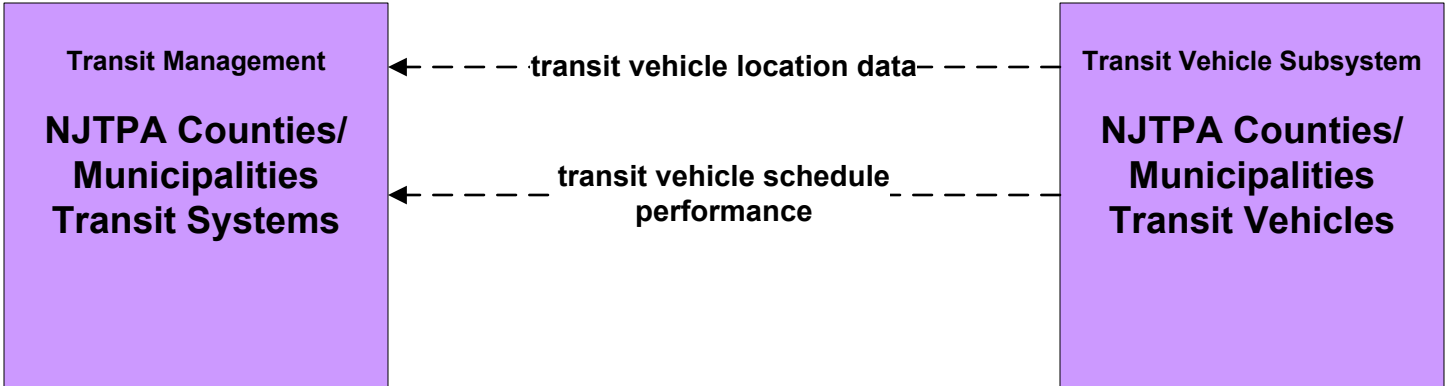 Transit Management
NJTPA Counties/
Municipalities
Transit Systems
transit vehicle location data
transit vehicle schedule
performance
Transit Vehicle Subsystem
NJTPA Counties/
Municipalities
Transit Vehicles